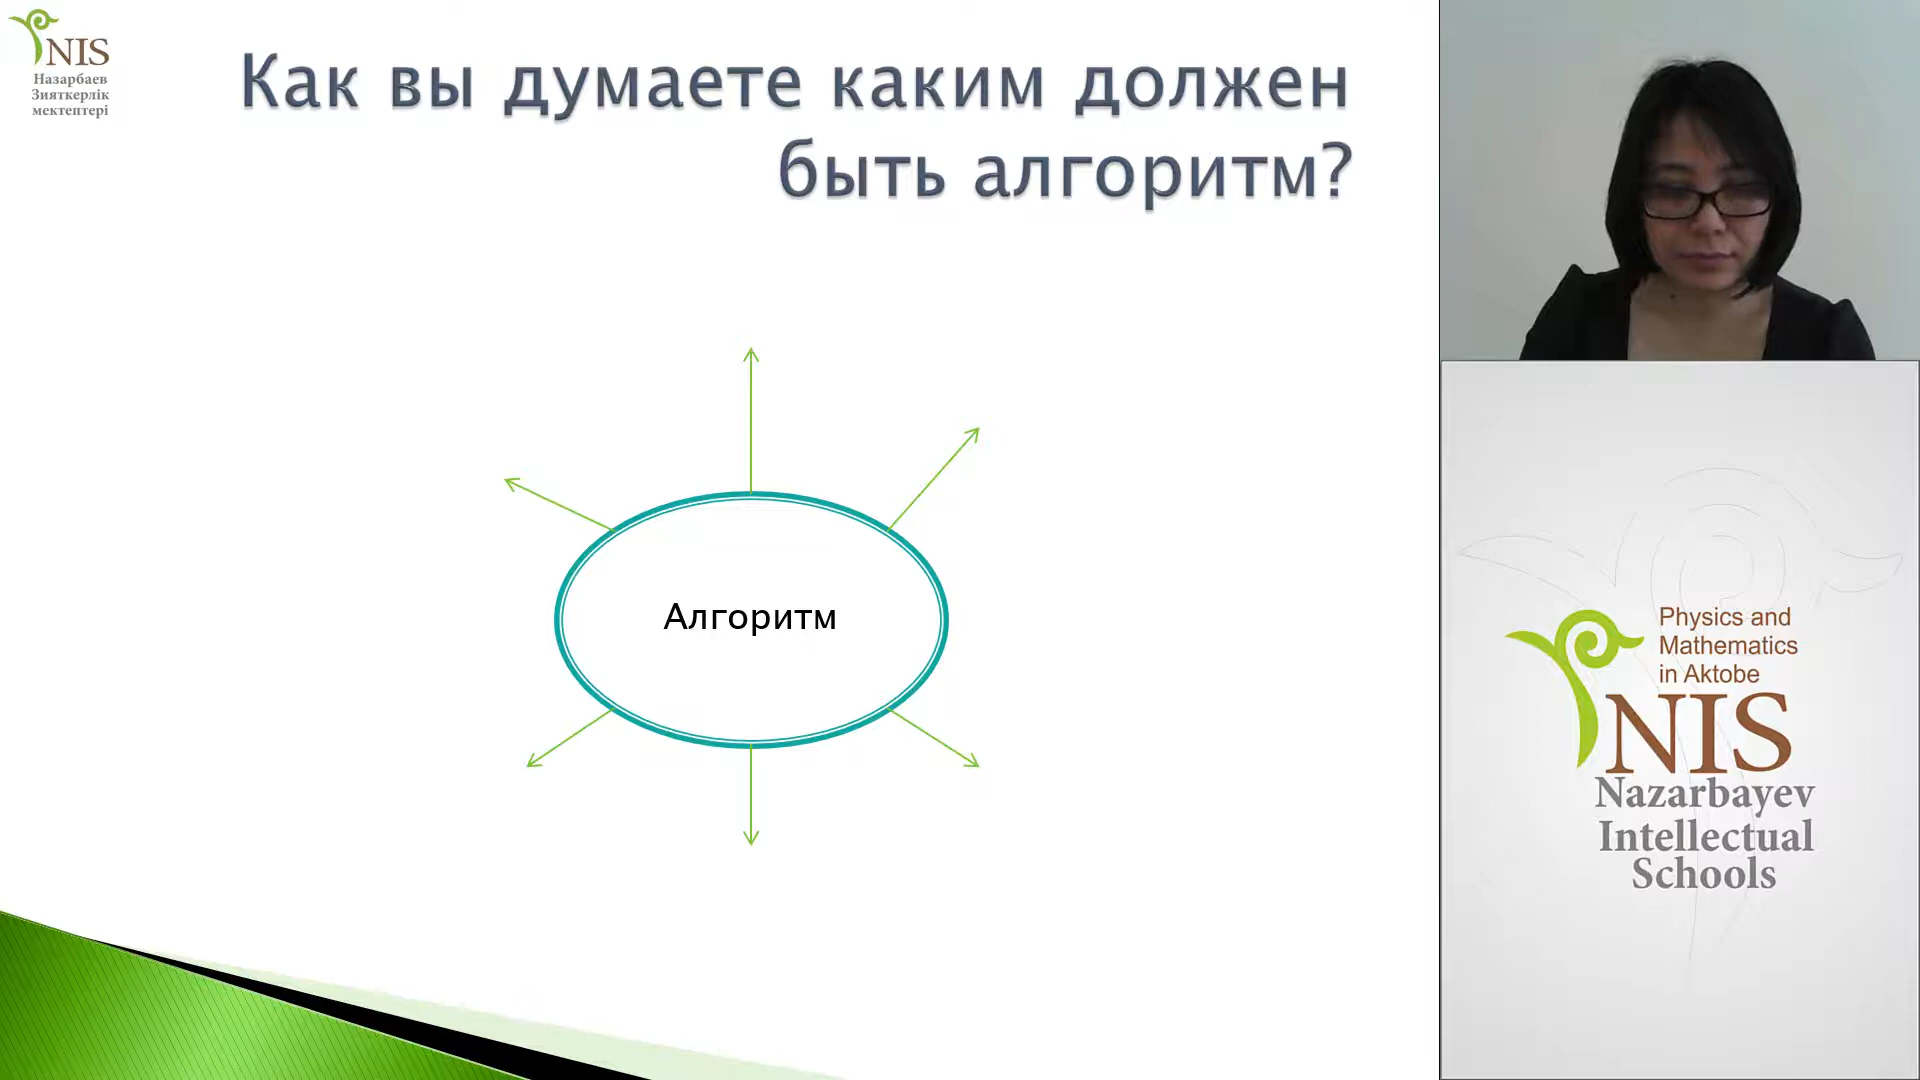 NIS
Назарбаев
Зияткерлік
мектептері
Как вы думаете каким должен
быть алгоритм?
Алгоритм
Physics and
Mathematics
in Aktobe
NIS
Nazarbayev
Intellectual
Schools